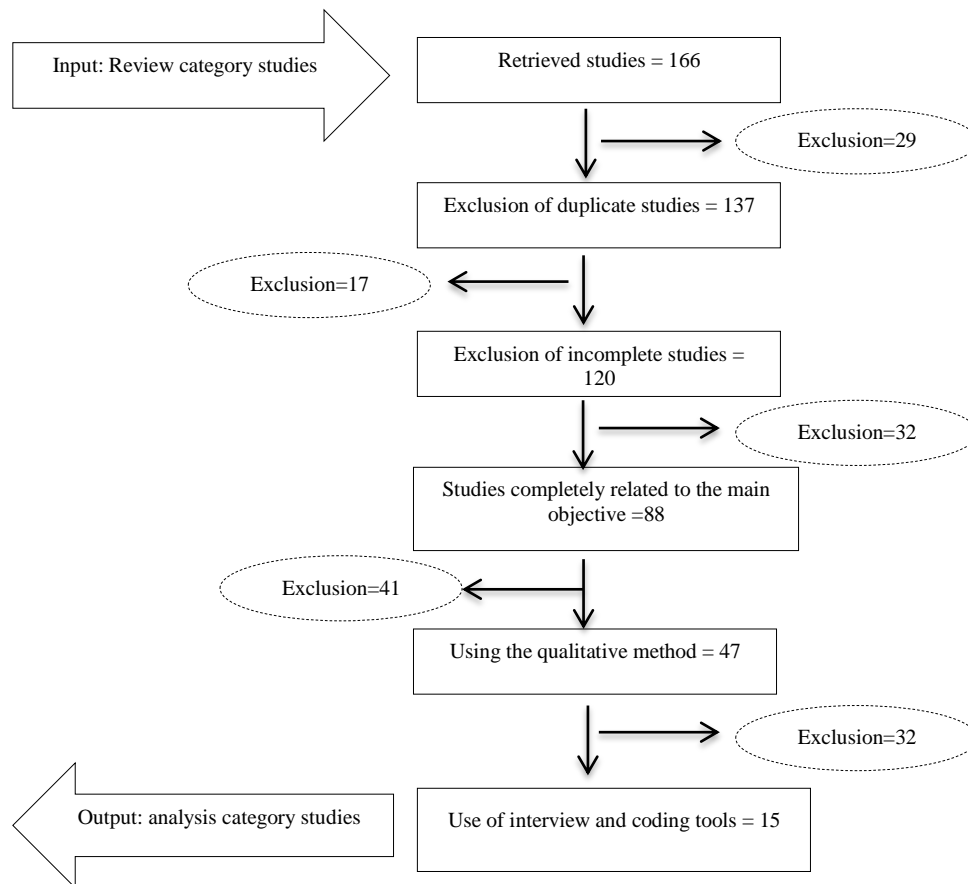 Input: Review category studies
Retrieved studies = 166
Exclusion=29
Exclusion of duplicate studies = 137
Exclusion=17
Exclusion of incomplete studies =
120
Exclusion=32
Studies completely related to the main
objective =88
Exclusion=41
Using the qualitative method = 47
Exclusion=32
Output: analysis category studies
Use of interview and coding tools = 15